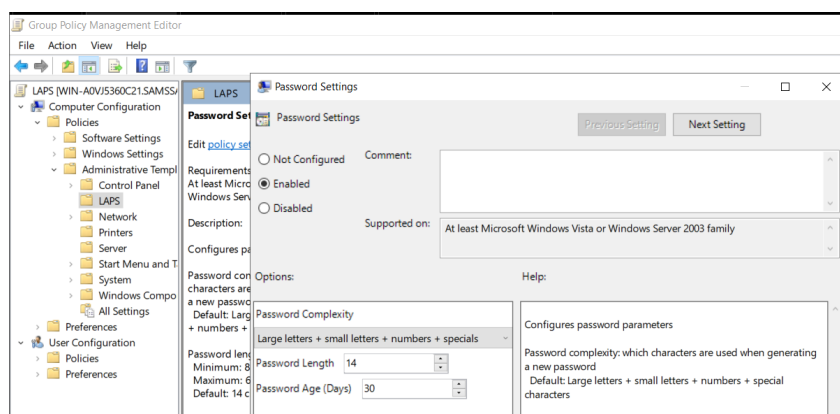 Group Policy Management Editor
File Action View Help
LAPS [WIN-A0VJ5360C21.SAMSS
Computer Configuration
Policies
Software Settings
Windows Settings
Administrative Templ
Control Panel
LAPS
Network
Printers
Server
Start Menu and T
System
Windows Compo
All Settings
Preferences
User Configuration
Policies
Preferences
LAPS
Password Set
Edit policy set
Requirements
At least Micro
Windows Serv
Description:
Configures pa
Password con
characters are
a new passwo
Default: Larg
+ numbers +
Password leng
Minimum: 8
Maximum: 6
Default: 14 c
Password Settings
Password Settings
Previous Setting Next Setting
Not Configured
Enabled
Disabled
Comment:
Supported on:
At least Microsoft Windows Vista or Windows Server 2003 family
Options:
Help:
Password Complexity
Large letters + small letters + numbers + specials
Password Length 14
Password Age (Days) 30
Configures password parameters
Password complexity: which characters are used when generating
a new password
Default: Large letters + small letters + numbers + special
characters